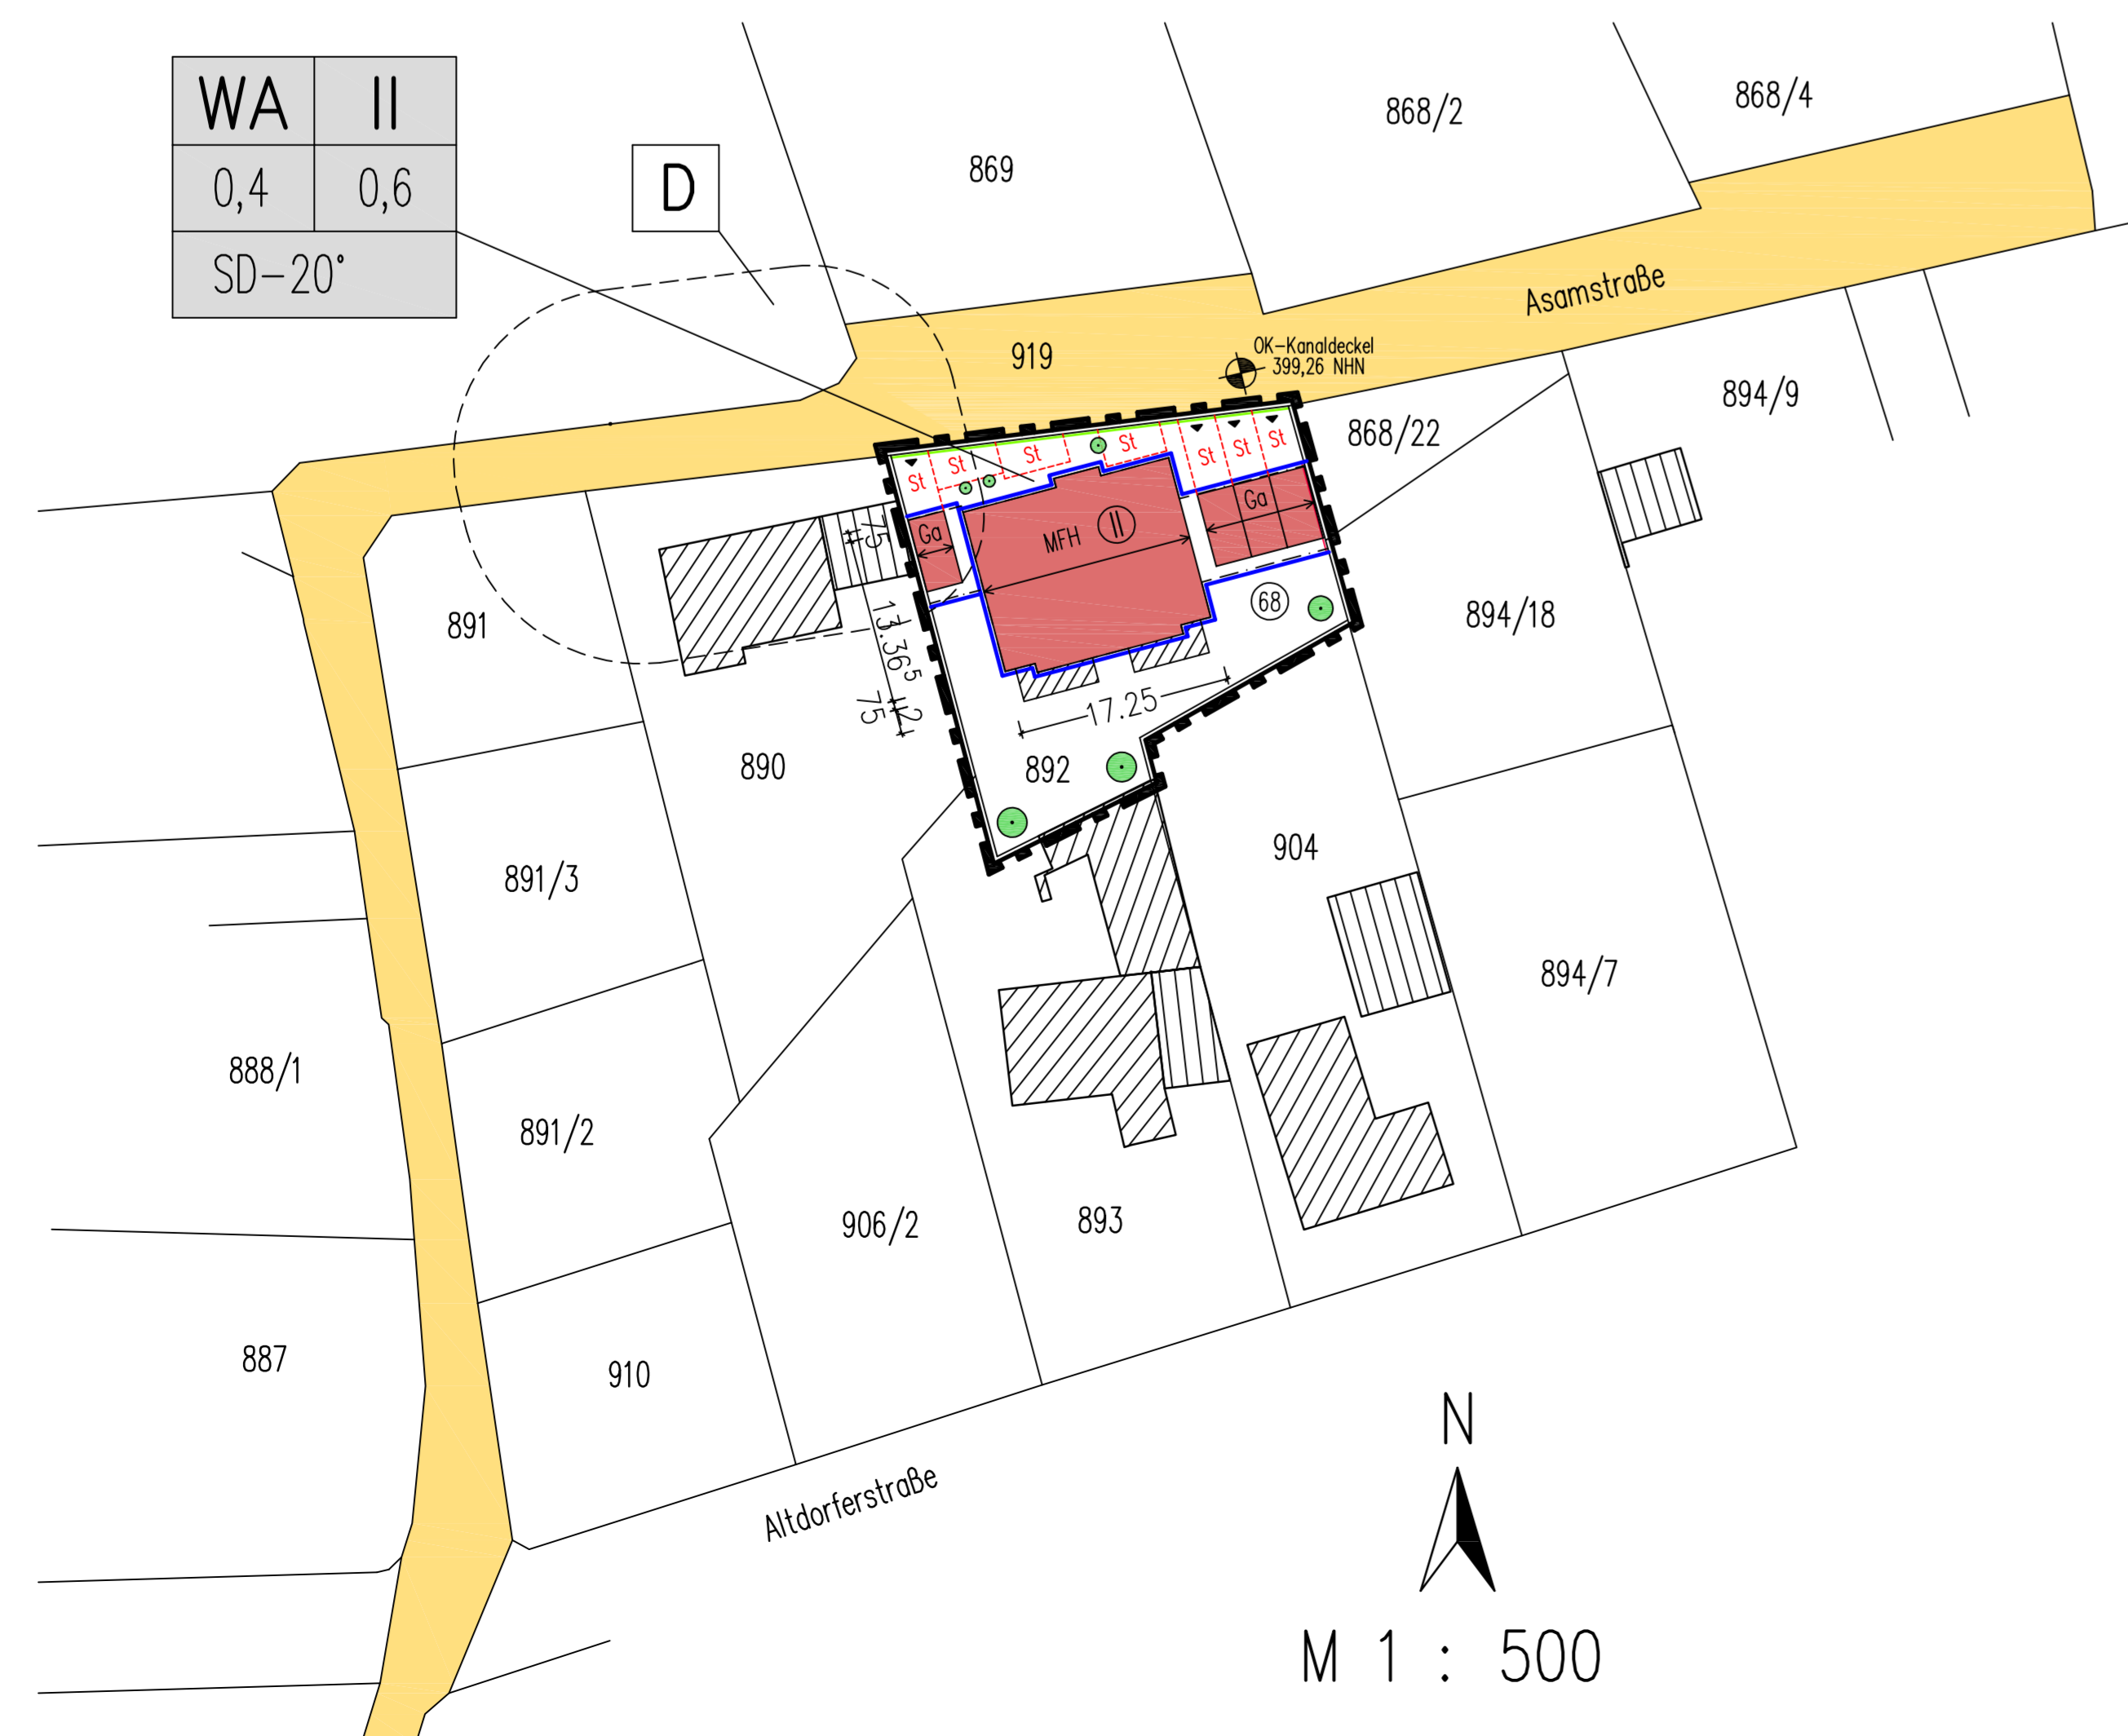 WA II
0,4 0,6
SD-20°
D
869
868/2
868/4
Asamstraße
919
OK-Kanaldeckel
399,26 NHN
868/22
894/9
St
St
St
St
St
St
St
Ga
MFH II
Ga
75
13.365
2
75
17.25
68
892
891
890
894/18
891/3
904
894/7
888/1
891/2
906/2
893
887
910
Altdorferstraße
N
M 1 : 500